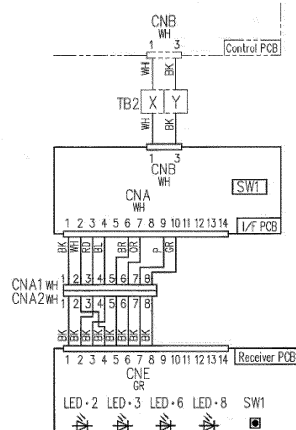 CNB
WH
1 3
Control PCB
WH BK
TB2 X Y
WH BK
1 3
CNB
WH
CNA
WH
SW1
I/F PCB
1 2 3 4 5 6 7 8 9 10 11 12 13 14
BK WH RD BL BR OR P GR
CNA1 WH 1 2 3 4 5 6 7 8
CNA2 WH 1 2 3 4 5 6 7 8
BK BK BK BK BK BK BK BK
1 2 3 4 5 6 7 8 9 10 11 12 13 14
Receiver PCB
CNE
GR
LED・2 LED・3 LED・6 LED・8 SW1